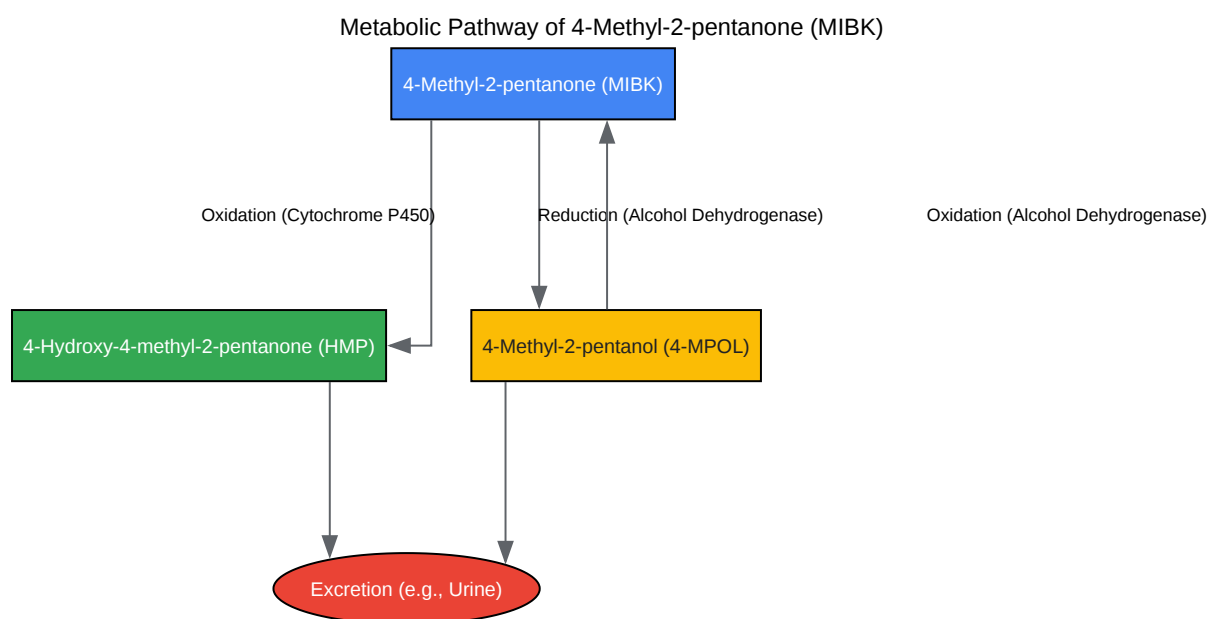 Metabolic Pathway of 4-Methyl-2-pentanone (MIBK)
4-Methyl-2-pentanone (MIBK)
Oxidation (Cytochrome P450)
Reduction (Alcohol Dehydrogenase)
Oxidation (Alcohol Dehydrogenase)
4-Hydroxy-4-methyl-2-pentanone (HMP)
4-Methyl-2-pentanol (4-MPOL)
Excretion (e.g., Urine)